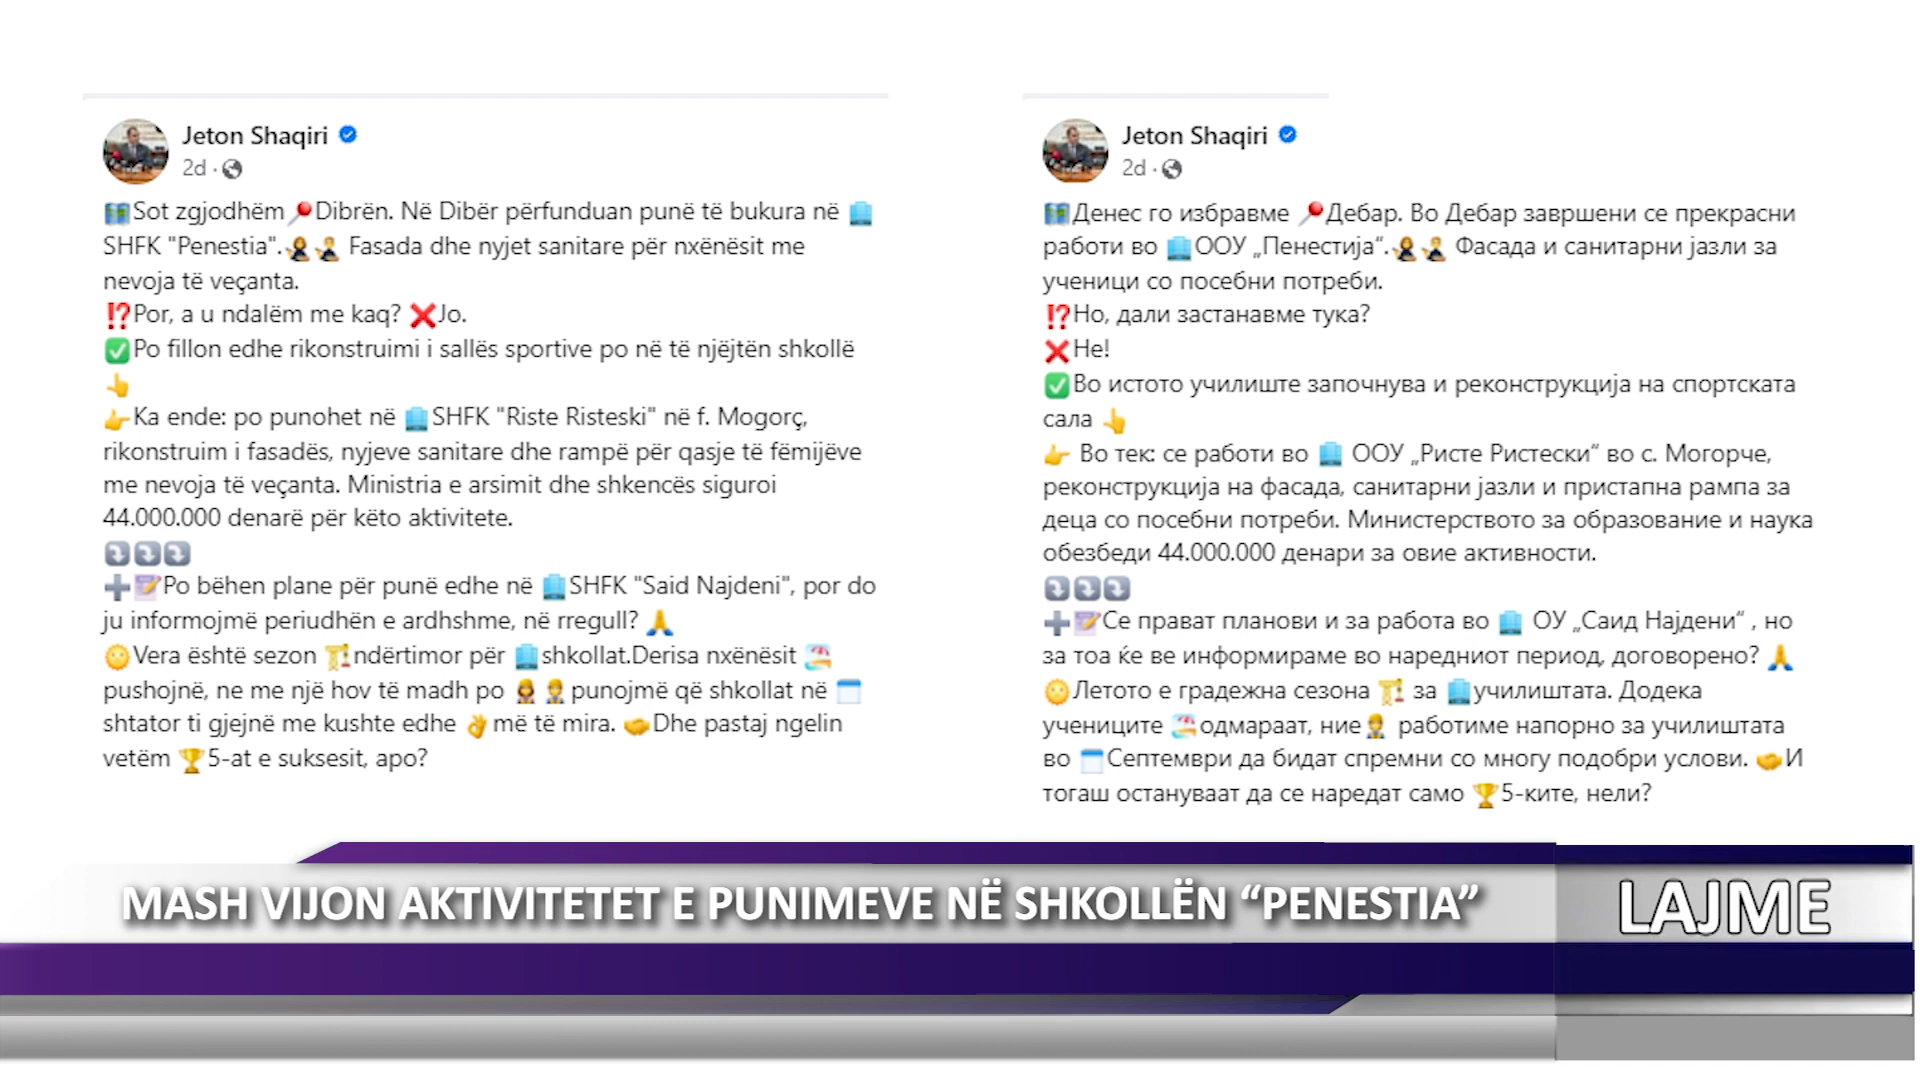 Jeton Shaqiri
2d
🗺️Sot zgjodhëm📍Dibrën. Në Dibër përfunduan punë të bukura në 🏢
SHFK "Penestia".👩‍🎓👨‍🎓 Fasada dhe nyjet sanitare për nxënësit me
nevoja të veçanta.
⁉️Por, a u ndalëm me kaq? ❌Jo.
✅Po fillon edhe rikonstruimi i sallës sportive po në të njëjtën shkollë
👆
👉Ka ende: po punohet në 🏢SHFK "Riste Risteski" në f. Mogorç,
rikonstruim i fasadës, nyjeve sanitare dhe rampë për qasje të fëmijëve
me nevoja të veçanta. Ministria e arsimit dhe shkencës siguroi
44.000.000 denarë për këto aktivitete.
⤵️⤵️⤵️
➕📝Po bëhen plane për punë edhe në 🏢SHFK "Said Najdeni", por do
ju informojmë periudhën e ardhshme, në rregull? 🙏
🌞Vera është sezon 🏗️ndërtimor për 🏢shkollat.Derisa nxënësit 🏖️
pushojnë, ne me një hov të madh po 👩‍🔧👷punojmë që shkollat në 🗓️
shtator ti gjejnë me kushte edhe 👌më të mira. 🤝Dhe pastaj ngelin
vetëm 🏆5-at e suksesit, apo?
Jeton Shaqiri
2d
🗺️Денес го избравме 📍Дебар. Во Дебар завршени се прекрасни
работи во 🏢ООУ „Пенестија“.👩‍🎓👨‍🎓 Фасада и санитарни јазли за
ученици со посебни потреби.
⁉️Но, дали застанавме тука?
❌Не!
✅Во истото училиште започнува и реконструкција на спортската
сала 👆
👉 Во тек: се работи во 🏢 ООУ „Ристе Ристески“ во с. Могорче,
реконструкција на фасада, санитарни јазли и пристапна рампа за
деца со посебни потреби. Министерството за образование и наука
обезбеди 44.000.000 денари за овие активности.
⤵️⤵️⤵️
➕📝Се прават планови и за работа во 🏢 ОУ „Саид Најдени“ , но
за тоа ќе ве информираме во наредниот период, договорено? 🙏
🌞Летото е градежна сезона 🏗️ за 🏢училиштата. Додека
учениците 🏖️одмараат, ние👷 работиме напорно за училиштата
во 🗓️Септември да бидат спремни со многу подобри услови. 🤝И
тогаш остануваат да се наредат само 🏆5-ките, нели?
MASH VIJON AKTIVITETET E PUNIMEVE NË SHKOLLËN “PENESTIA”
LAJME